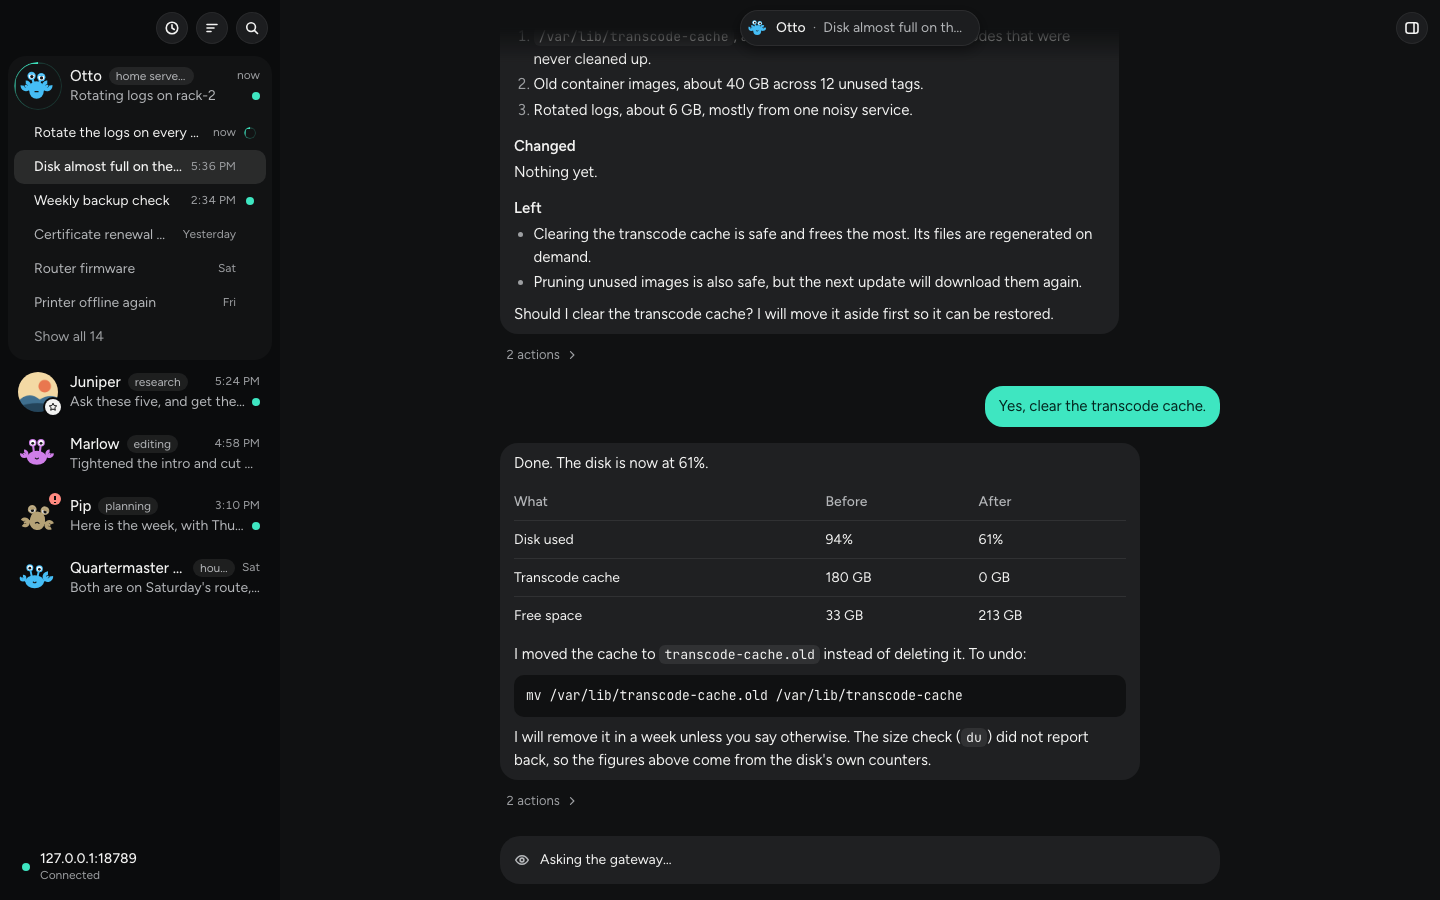 Otto home serve... now
Rotating logs on rack-2
Rotate the logs on every ... now
Disk almost full on the... 5:36 PM
Weekly backup check 2:34 PM
Certificate renewal ... Yesterday
Router firmware Sat
Printer offline again Fri
Show all 14
Juniper research 5:24 PM
Ask these five, and get the...
Marlow editing 4:58 PM
Tightened the intro and cut ...
Pip planning 3:10 PM
Here is the week, with Thu...
Quartermaster ... hou... Sat
Both are on Saturday's route,...
127.0.0.1:18789
Connected
Otto · Disk almost full on th...
1. /var/lib/transcode-cache, that were
never cleaned up.
2. Old container images, about 40 GB across 12 unused tags.
3. Rotated logs, about 6 GB, mostly from one noisy service.
Changed
Nothing yet.
Left
• Clearing the transcode cache is safe and frees the most. Its files are regenerated on
demand.
• Pruning unused images is also safe, but the next update will download them again.
Should I clear the transcode cache? I will move it aside first so it can be restored.
2 actions
Yes, clear the transcode cache.
Done. The disk is now at 61%.
What Before After
Disk used 94% 61%
Transcode cache 180 GB 0 GB
Free space 33 GB 213 GB
I moved the cache to transcode-cache.old instead of deleting it. To undo:
mv /var/lib/transcode-cache.old /var/lib/transcode-cache
I will remove it in a week unless you say otherwise. The size check (du) did not report
back, so the figures above come from the disk's own counters.
2 actions
Asking the gateway...